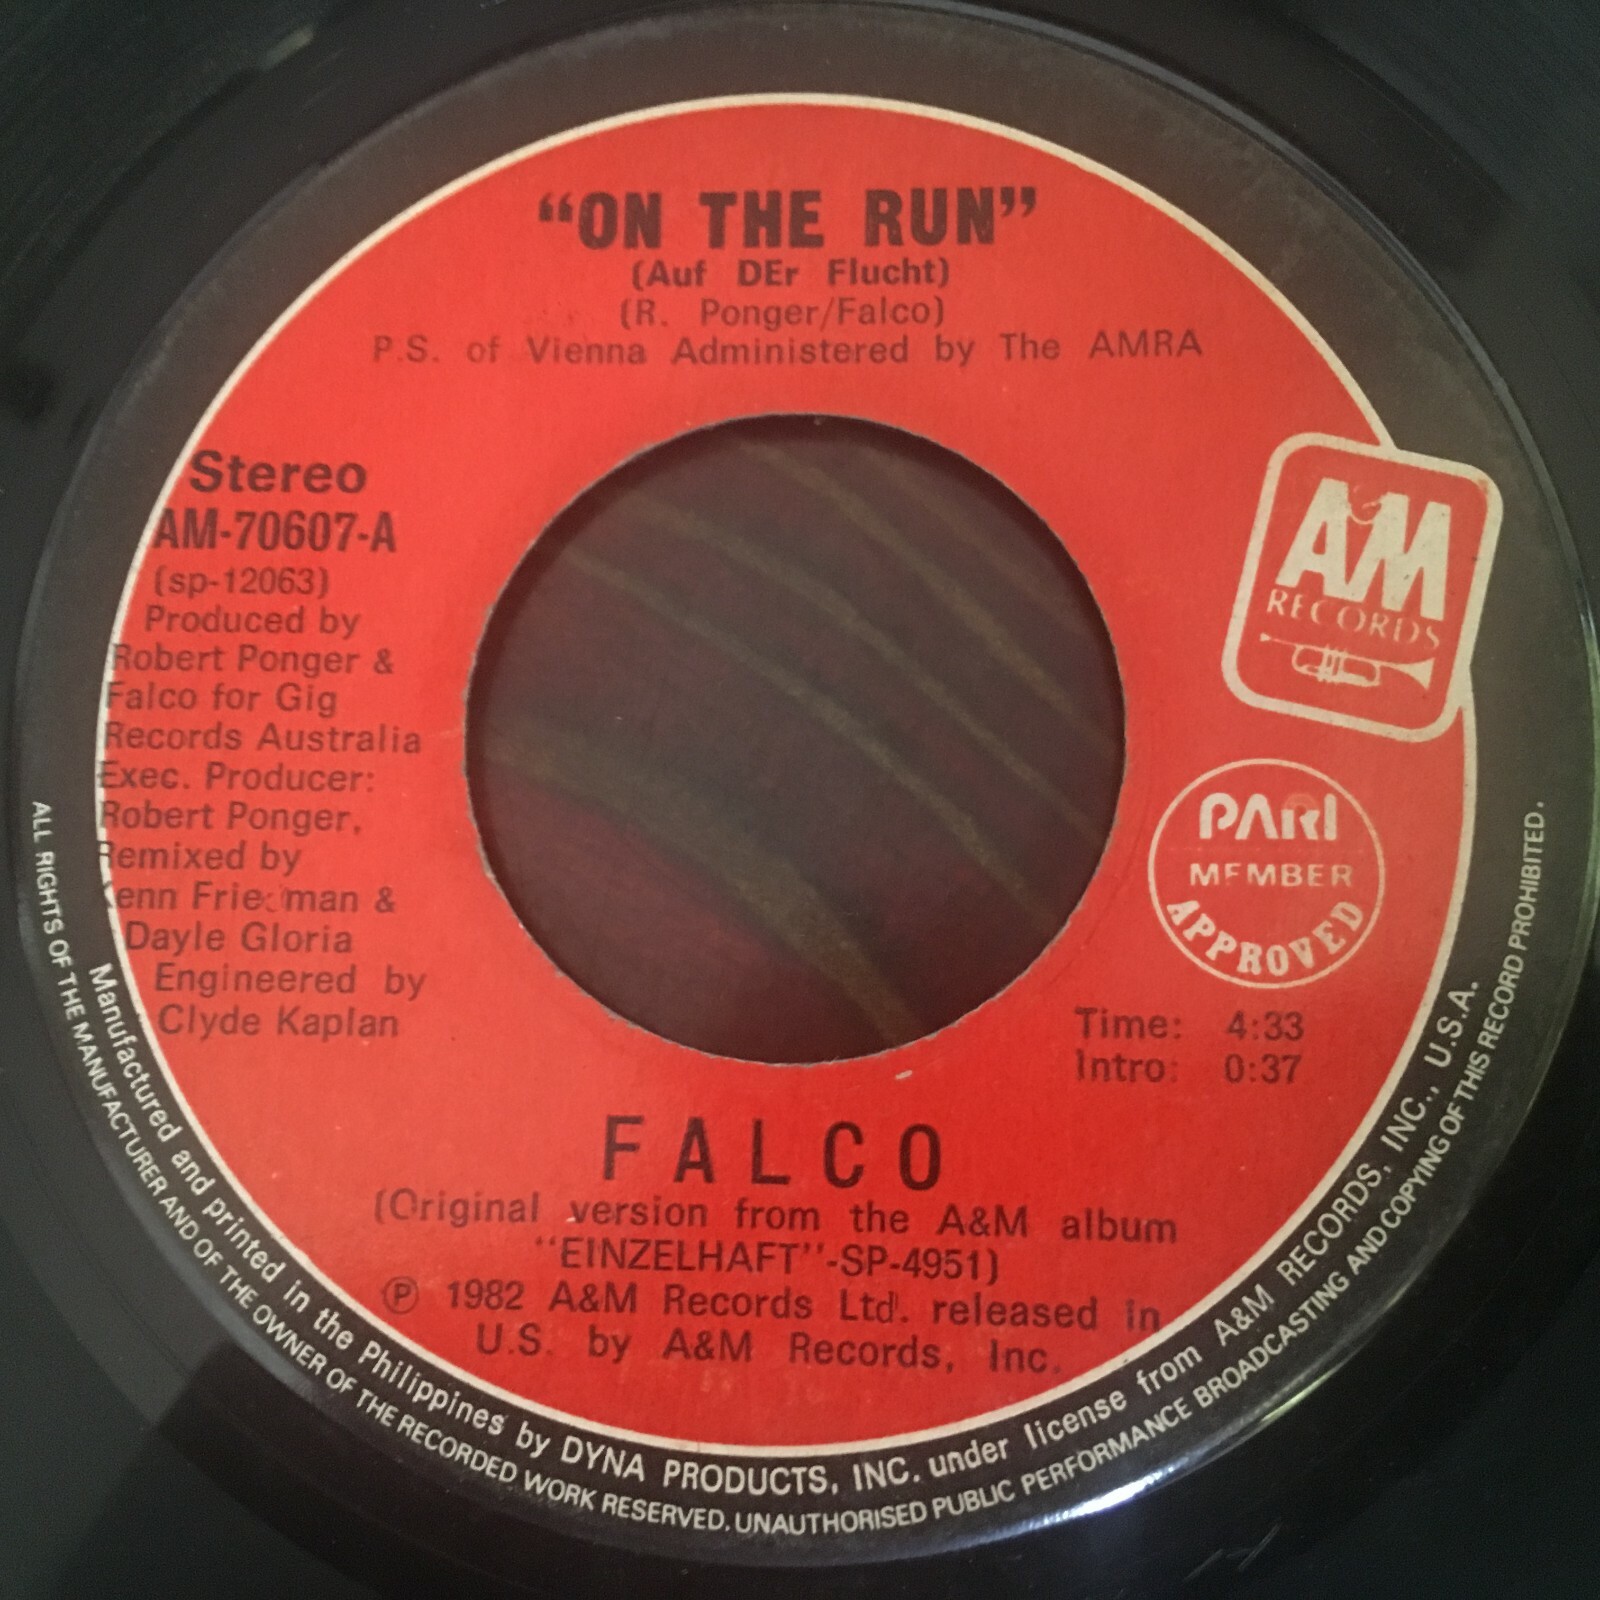 “ON THE RUN”
(Auf DEr Flucht)
(R. Ponger/Falco)
P.S. of Vienna Administered by The AMRA
Stereo
AM-70607-A
(sp-12063)
Produced by
Robert Ponger &
Falco for Gig
Records Australia
Exec. Producer:
Robert Ponger,
Remixed by
Kenn Friedman &
Dayle Gloria
Engineered by
Clyde Kaplan
A&M
RECORDS
PARI
MEMBER
APPROVED
Time: 4:33
Intro: 0:37
FALCO
(Original version from the A&M album
“EINZELHAFT”-SP-4951)
℗ 1982 A&M Records Ltd. released in
U.S. by A&M Records, Inc.
Manufactured and printed in the Philippines by DYNA PRODUCTS, INC. under license from A&M RECORDS, INC., U.S.A.
ALL RIGHTS OF THE MANUFACTURER AND OF THE OWNER OF THE RECORDED WORK RESERVED. UNAUTHORISED PUBLIC PERFORMANCE BROADCASTING AND COPYING OF THIS RECORD PROHIBITED.